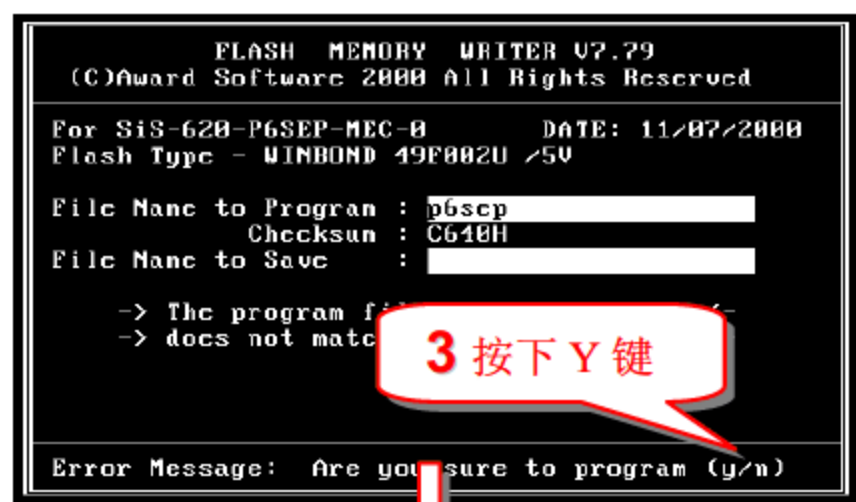 FLASH MEMORY WRITER V7.79
(C)Award Software 2000 All Rights Reserved
For SiS-620-P6SEP-MEC-0 DATE: 11/07/2000
Flash Type - WINBOND 49F002U /5V
File Name to Program : p6sep
Checksum : C640H
File Name to Save :
-> The program
-> does not
3 按下 Y 键
Error Message: Are you sure to program (y/n)